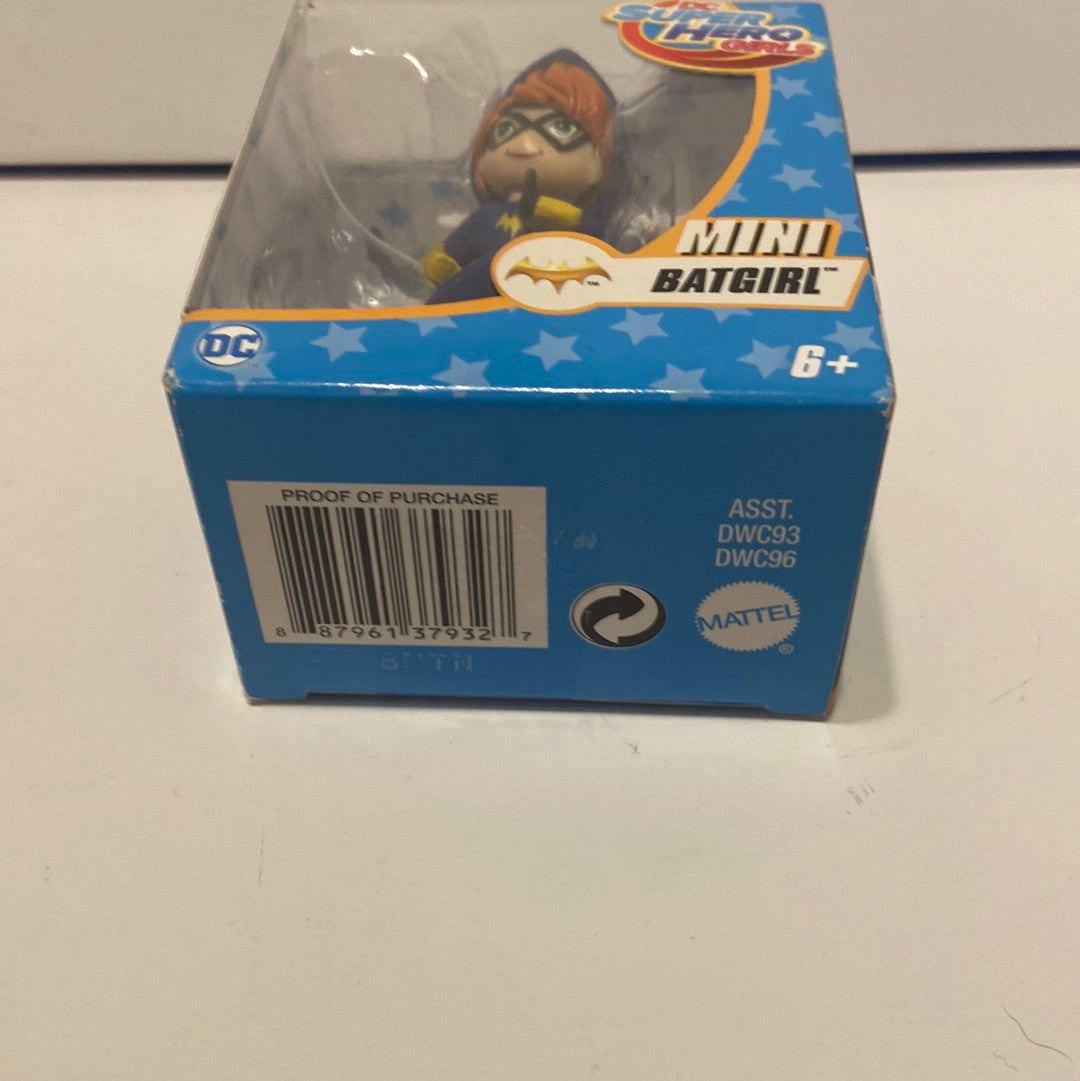 DC
SUPER
HERO
GIRLS
MINI
BATGIRL™
™
DC
6+
PROOF OF PURCHASE
8 87961 37932 7
ASST.
DWC93
DWC96
MATTEL
®